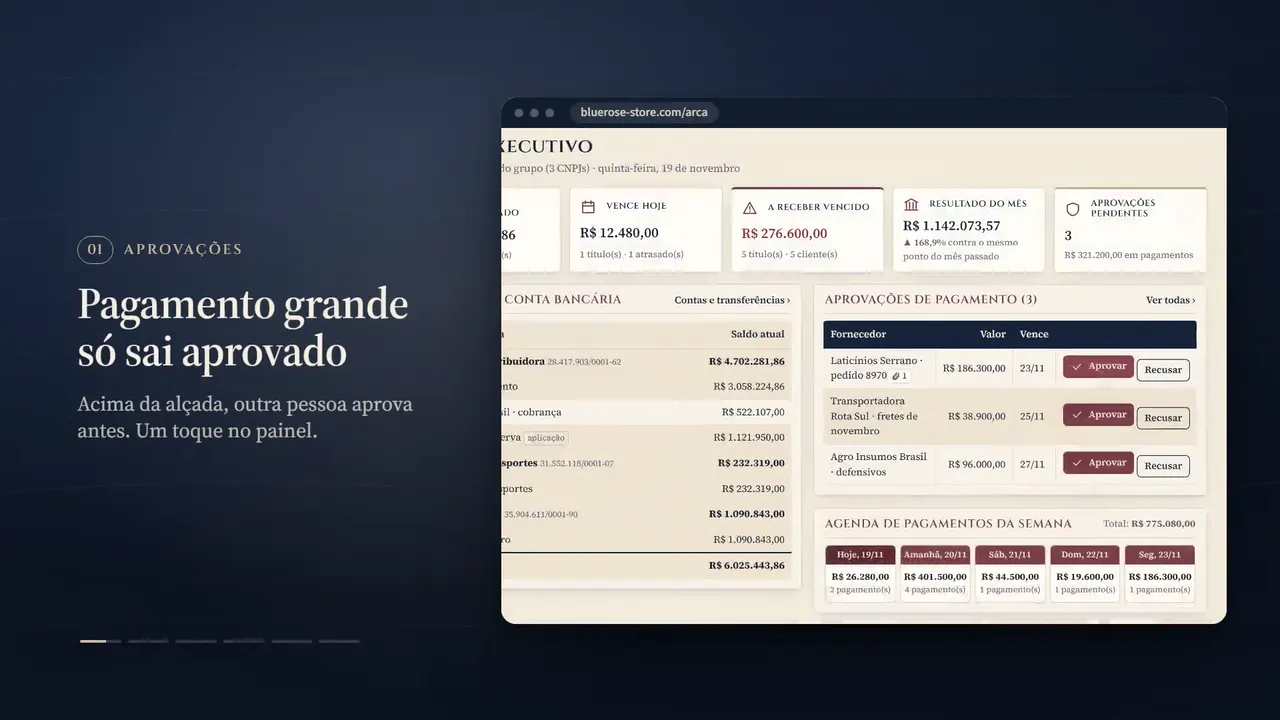 01 APROVAÇÕES
Pagamento grande
só sai aprovado
Acima da alçada, outra pessoa aprova
antes. Um toque no painel.
bluerose-store.com/arca
XECUTIVO
do grupo (3 CNPJs) · quinta-feira, 19 de novembro
ADO
86
(s)
VENCE HOJE
R$ 12.480,00
1 título(s) · 1 atrasado(s)
A RECEBER VENCIDO
R$ 276.600,00
5 título(s) · 5 cliente(s)
RESULTADO DO MÊS
R$ 1.142.073,57
▲ 168,9% contra o mesmo
ponto do mês passado
APROVAÇÕES
PENDENTES
3
R$ 321.200,00 em pagamentos
CONTA BANCÁRIA Contas e transferências ›
a Saldo atual
ribuidora 28.417.903/0001-62 R$ 4.702.281,86
ento R$ 3.058.224,86
sil · cobrança R$ 522.107,00
erva aplicação R$ 1.121.950,00
sportes 31.552.118/0001-07 R$ 232.319,00
sportes R$ 232.319,00
35.904.611/0001-90 R$ 1.090.843,00
ro R$ 1.090.843,00
R$ 6.025.443,86
APROVAÇÕES DE PAGAMENTO (3) Ver todas ›
Fornecedor Valor Vence
Laticínios Serrano ·
pedido 8970 1 R$ 186.300,00 23/11 Aprovar Recusar
Transportadora
Rota Sul · fretes de
novembro R$ 38.900,00 25/11 Aprovar Recusar
Agro Insumos Brasil
· defensivos R$ 96.000,00 27/11 Aprovar Recusar
AGENDA DE PAGAMENTOS DA SEMANA Total: R$ 775.080,00
Hoje, 19/11 Amanhã, 20/11 Sáb, 21/11 Dom, 22/11 Seg, 23/11
R$ 26.280,00 R$ 401.500,00 R$ 44.500,00 R$ 19.600,00 R$ 186.300,00
2 pagamento(s) 4 pagamento(s) 1 pagamento(s) 1 pagamento(s) 1 pagamento(s)